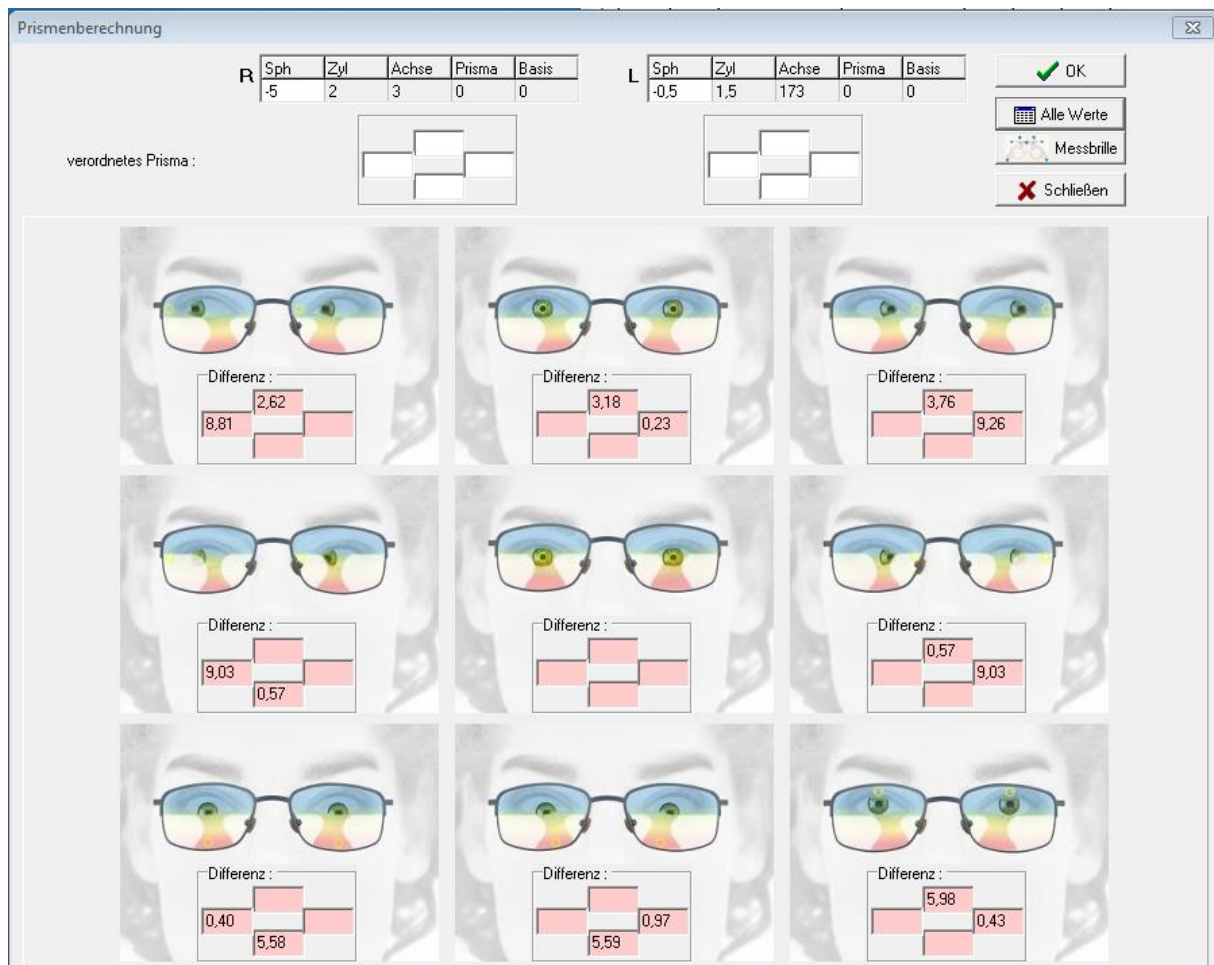 Prismenberechnung
R Sph Zyl Achse Prisma Basis
-5 2 3 0 0
L Sph Zyl Achse Prisma Basis
-0,5 1,5 173 0 0
OK
Alle Werte
Messbrille
Schließen
verordnetes Prisma :
Differenz :
2,62
8,81
Differenz :
3,18
0,23
Differenz :
3,76
9,26
Differenz :
9,03
0,57
Differenz :
Differenz :
0,57
9,03
Differenz :
0,40
5,58
Differenz :
0,97
5,59
Differenz :
5,98
0,43